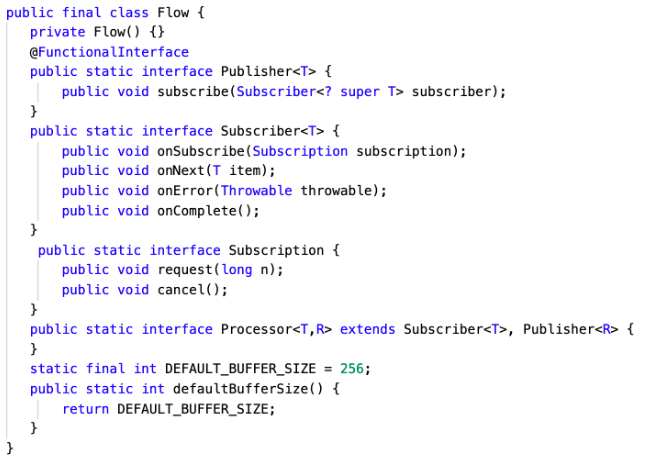 public final class Flow {
private Flow() {}
@FunctionalInterface
public static interface Publisher<T> {
public void subscribe(Subscriber<? super T> subscriber);
}
public static interface Subscriber<T> {
public void onSubscribe(Subscription subscription);
public void onNext(T item);
public void onError(Throwable throwable);
public void onComplete();
}
public static interface Subscription {
public void request(long n);
public void cancel();
}
public static interface Processor<T,R> extends Subscriber<T>, Publisher<R> {
}
static final int DEFAULT_BUFFER_SIZE = 256;
public static int defaultBufferSize() {
return DEFAULT_BUFFER_SIZE;
}
}